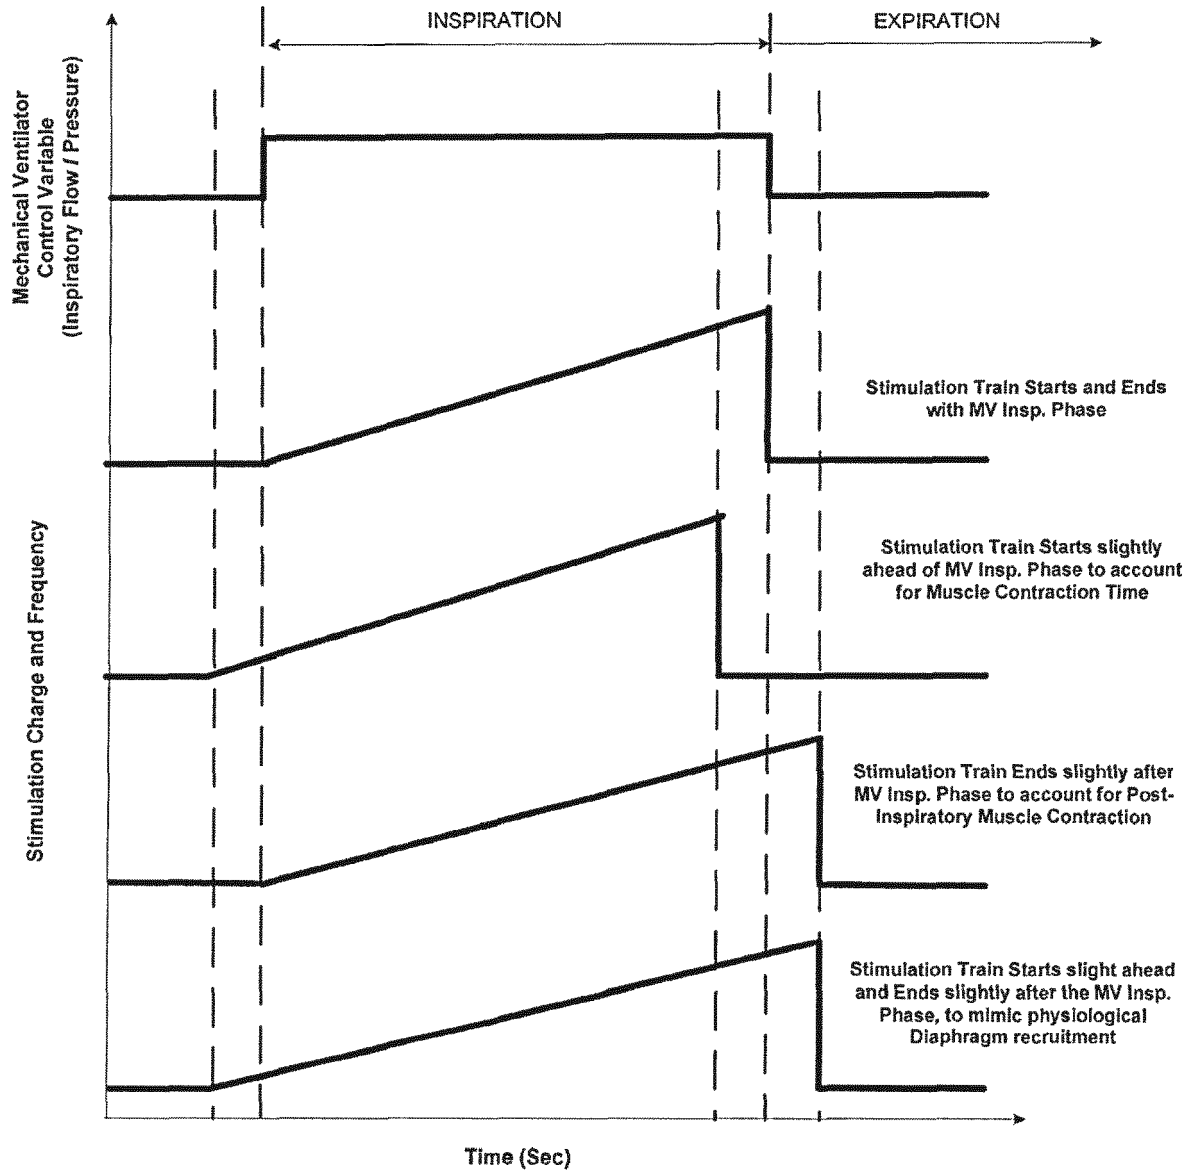 INSPIRATION
EXPIRATION
Mechanical Ventilator
Control Variable
(Inspiratory Flow / Pressure)
Stimulation Train Starts and Ends
with MV Insp. Phase
Stimulation Charge and Frequency
Stimulation Train Starts slightly
ahead of MV Insp. Phase to account
for Muscle Contraction Time
Stimulation Train Ends slightly after
MV Insp. Phase to account for Post-
Inspiratory Muscle Contraction
Stimulation Train Starts slight ahead
and Ends slightly after the MV Insp.
Phase, to mimic physiological
Diaphragm recruitment
Time (Sec)